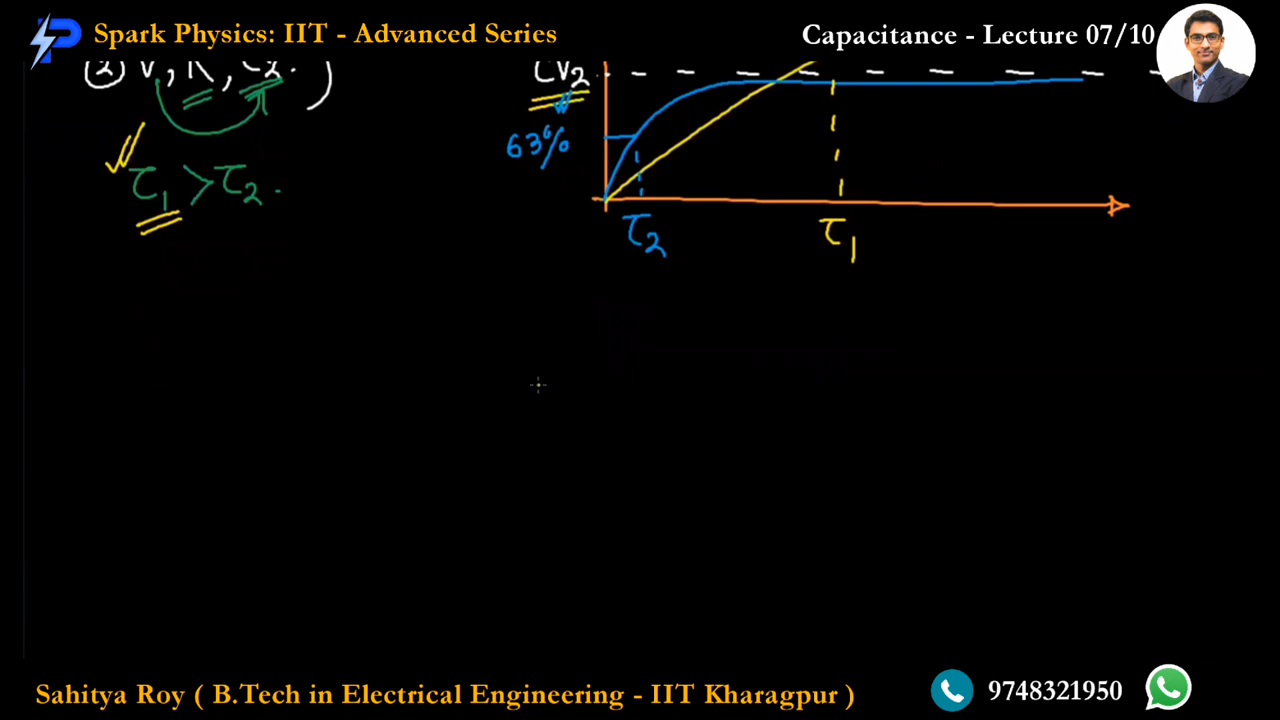 Spark Physics: IIT - Advanced Series
Capacitance - Lecture 07/10
(2) V, R,
CV₂
63%
τ₁ > τ₂.
τ₂
τ₁
Sahitya Roy ( B.Tech in Electrical Engineering - IIT Kharagpur )
9748321950